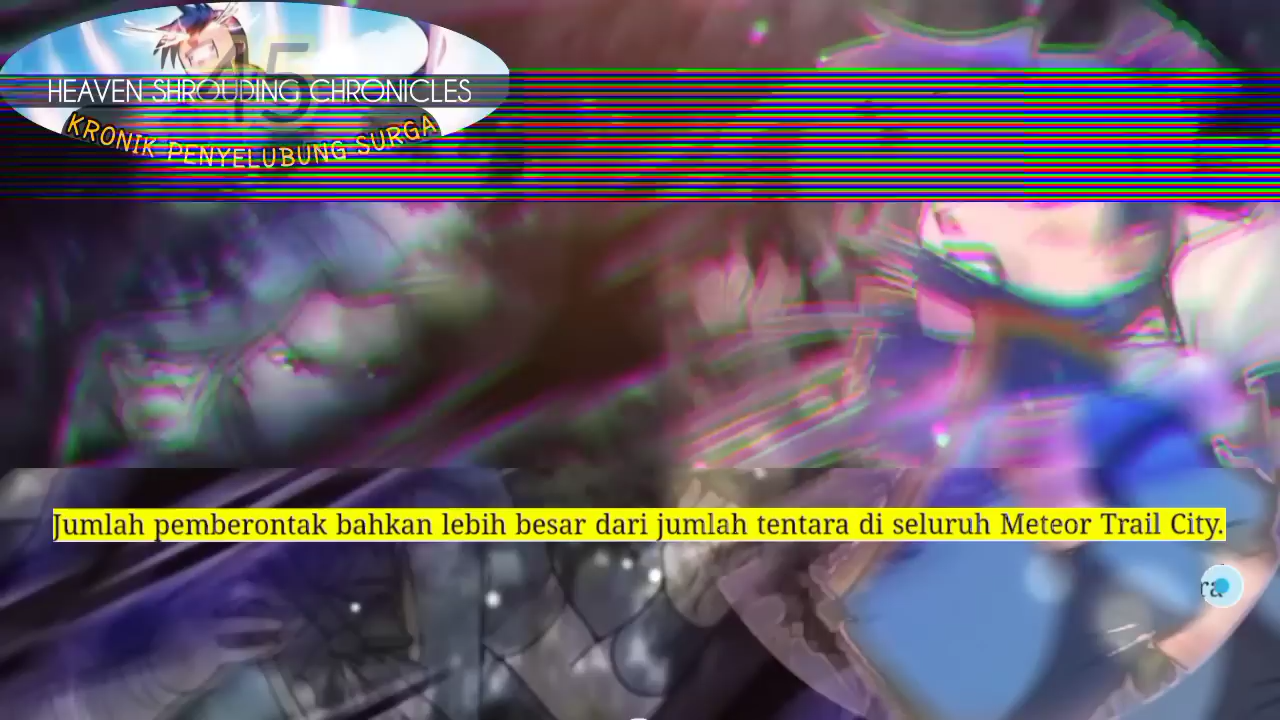 45
HEAVEN SHROUDING CHRONICLES
KRONIK PENYELUBUNG SURGA
Jumlah pemberontak bahkan lebih besar dari jumlah tentara di seluruh Meteor Trail City.